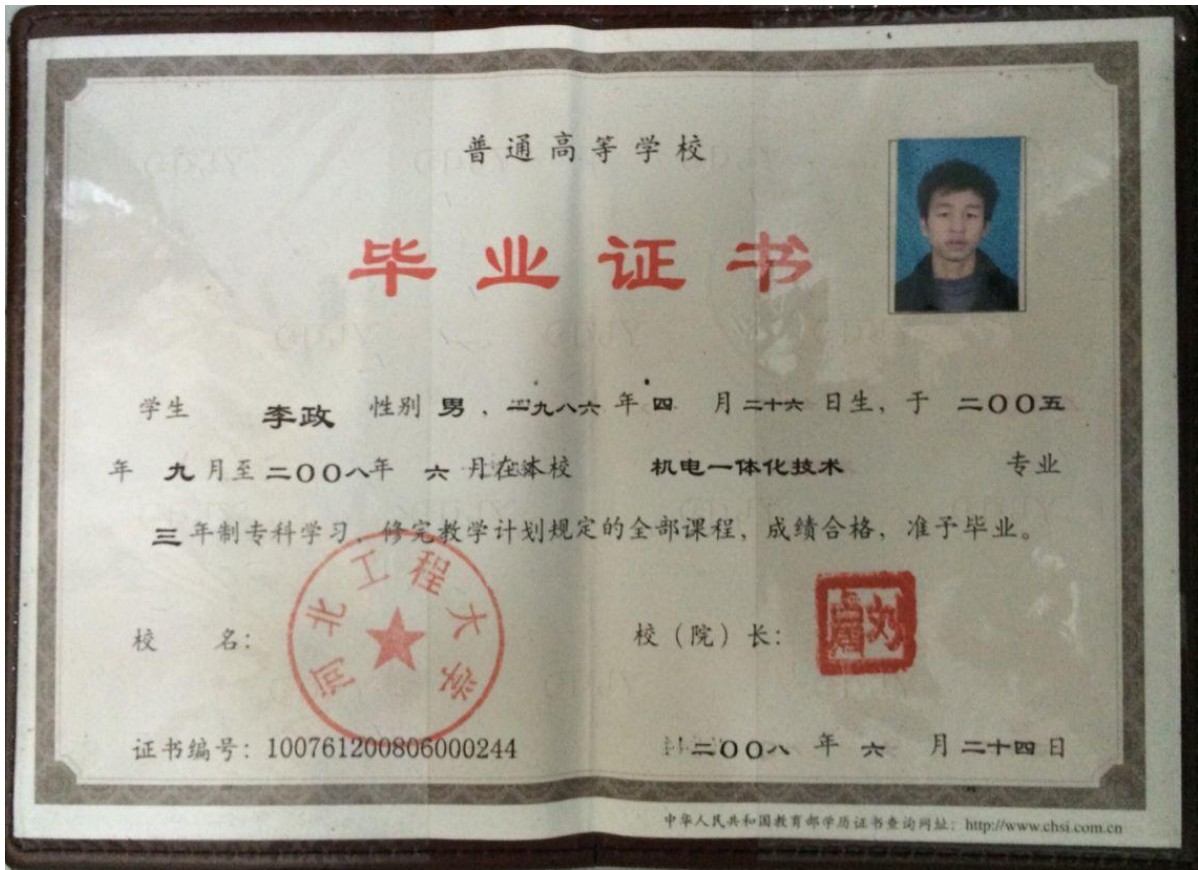 普通高等学校
毕业证书
学生 李政 性别 男，一九八六年四月二十六日生，于二〇〇五
年九月至二〇〇八年六月在本校 机电一体化技术 专业
三年制专科学习，修完教学计划规定的全部课程，成绩合格，准予毕业。
河北工程大学
校 名： 校（院）长：
证书编号：100761200806000244 二〇〇八年六月二十四日
中华人民共和国教育部学历证书查询网址：http://www.chsi.com.cn